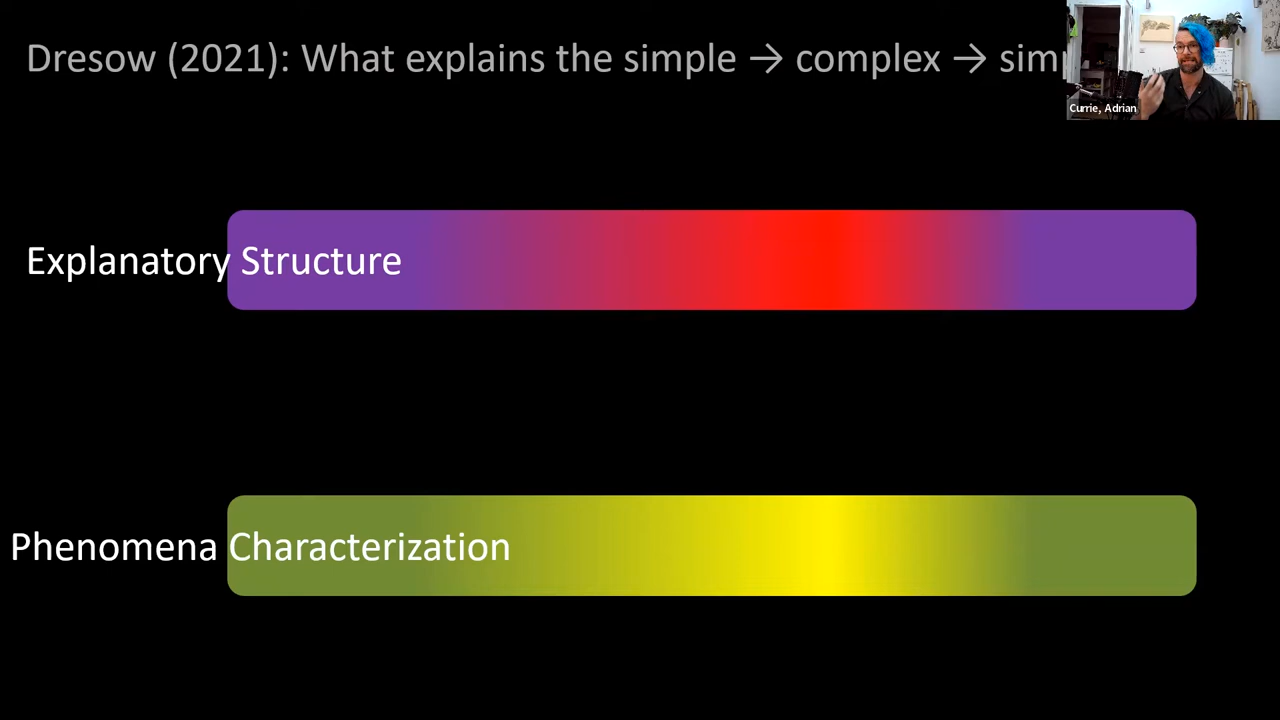 Dresow (2021): What explains the simple → complex → sim
Currie, Adrian
Explanatory Structure
Phenomena Characterization